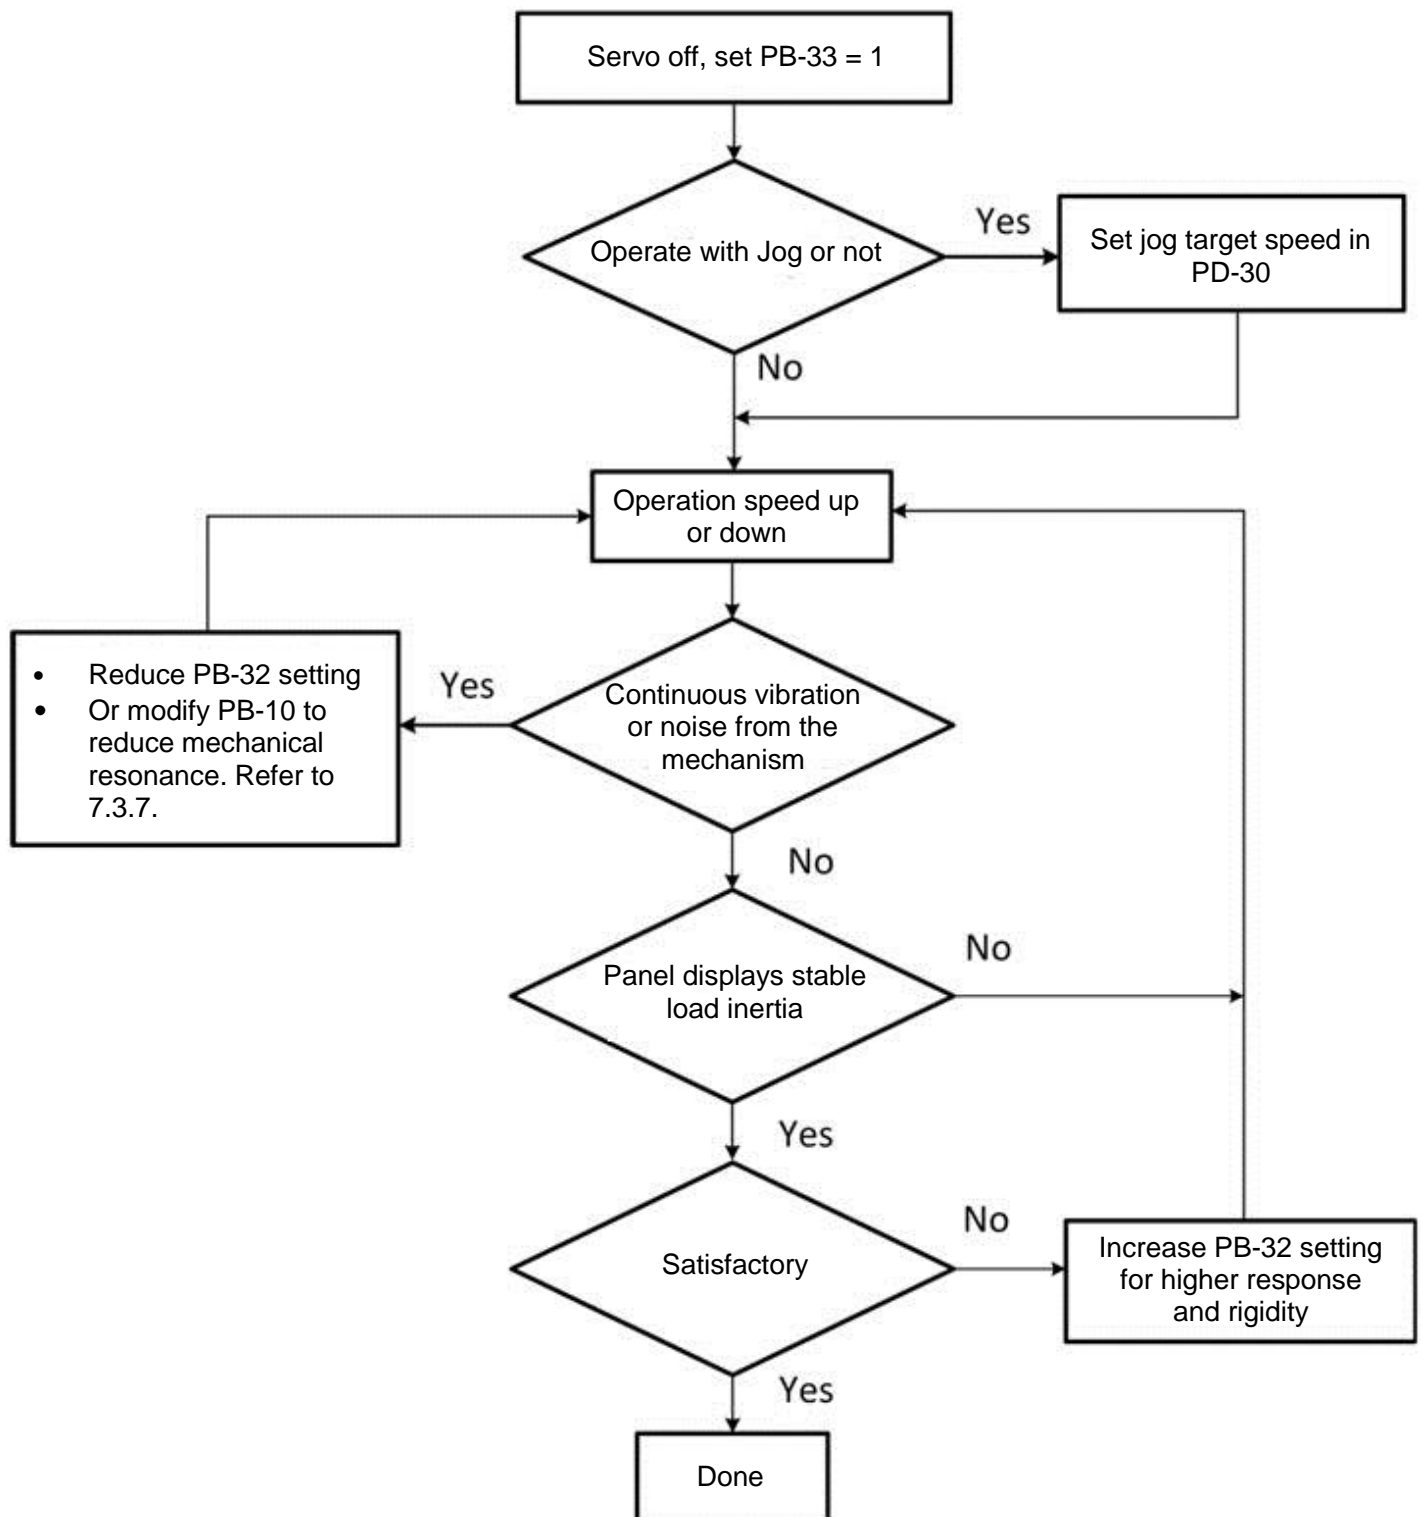 Servo off, set PB-33 = 1
Operate with Jog or not
Yes
Set jog target speed in
PD-30
No
Operation speed up
or down
• Reduce PB-32 setting
• Or modify PB-10 to
reduce mechanical
resonance. Refer to
7.3.7.
Yes
Continuous vibration
or noise from the
mechanism
No
Panel displays stable
load inertia
No
Yes
Satisfactory
No
Increase PB-32 setting
for higher response
and rigidity
Yes
Done